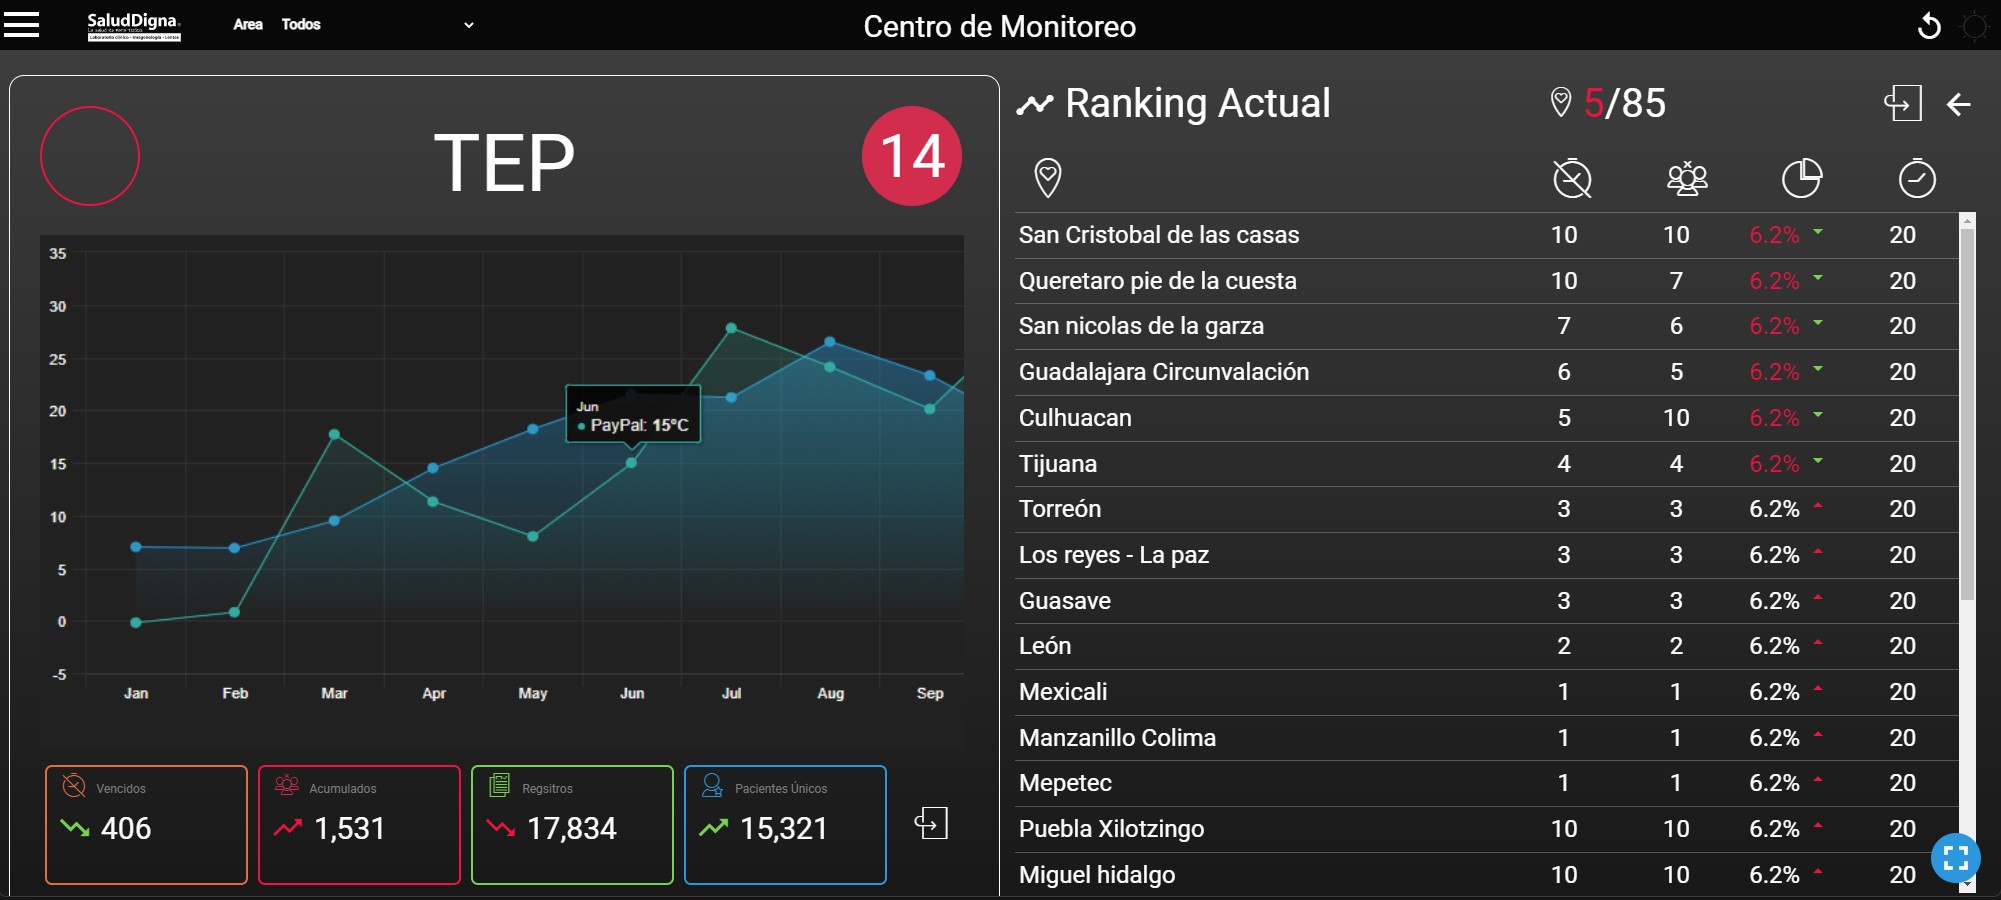 SaludDigna
Area Todos
Centro de Monitoreo
TEP
14
35
30
25
20
15
10
5
0
-5
Jun
PayPal: 15°C
Jan Feb Mar Apr May Jun Jul Aug Sep
Vencidos
406
Acumulados
1,531
Regsitros
17,834
Pacientes Únicos
15,321
Ranking Actual 5/85
San Cristobal de las casas 10 10 6.2% 20
Queretaro pie de la cuesta 10 7 6.2% 20
San nicolas de la garza 7 6 6.2% 20
Guadalajara Circunvalación 6 5 6.2% 20
Culhuacan 5 10 6.2% 20
Tijuana 4 4 6.2% 20
Torreón 3 3 6.2% 20
Los reyes - La paz 3 3 6.2% 20
Guasave 3 3 6.2% 20
León 2 2 6.2% 20
Mexicali 1 1 6.2% 20
Manzanillo Colima 1 1 6.2% 20
Mepetec 1 1 6.2% 20
Puebla Xilotzingo 10 10 6.2% 20
Miguel hidalgo 10 10 6.2% 20